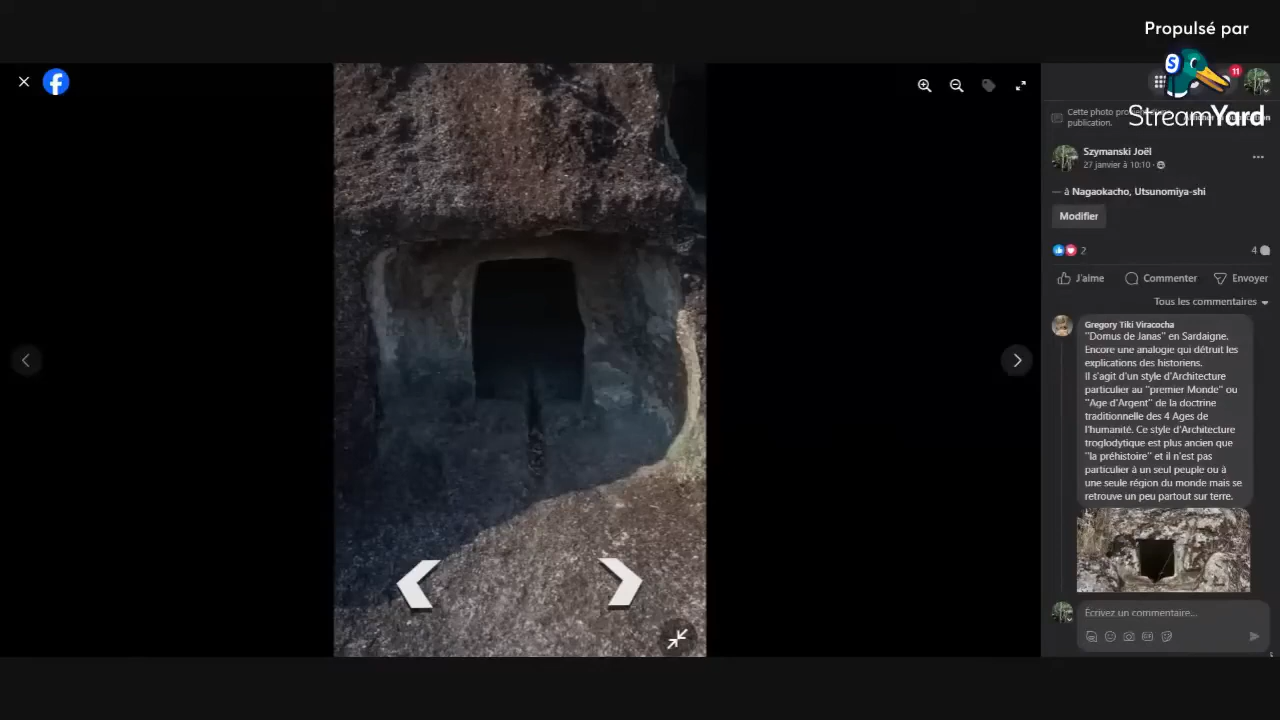 Propulsé par
StreamYard
11
Cette photo
publication.
Szymanski Joël
27 janvier à 10:10
— à Nagaokacho, Utsunomiya-shi
Modifier
2
4
J'aime
Commenter
Envoyer
Tous les commentaires
Gregory Tiki Viracocha
"Domus de Janas" en Sardaigne.
Encore une analogie qui détruit les
explications des historiens.
Il s'agit d'un style d'Architecture
particulier au "premier Monde" ou
"Age d'Argent" de la doctrine
traditionnelle des 4 Ages de
l'humanité. Ce style d'Architecture
troglodytique est plus ancien que
"la préhistoire" et il n'est pas
particulier à un seul peuple ou à
une seule région du monde mais se
retrouve un peu partout sur terre.
Écrivez un commentaire...